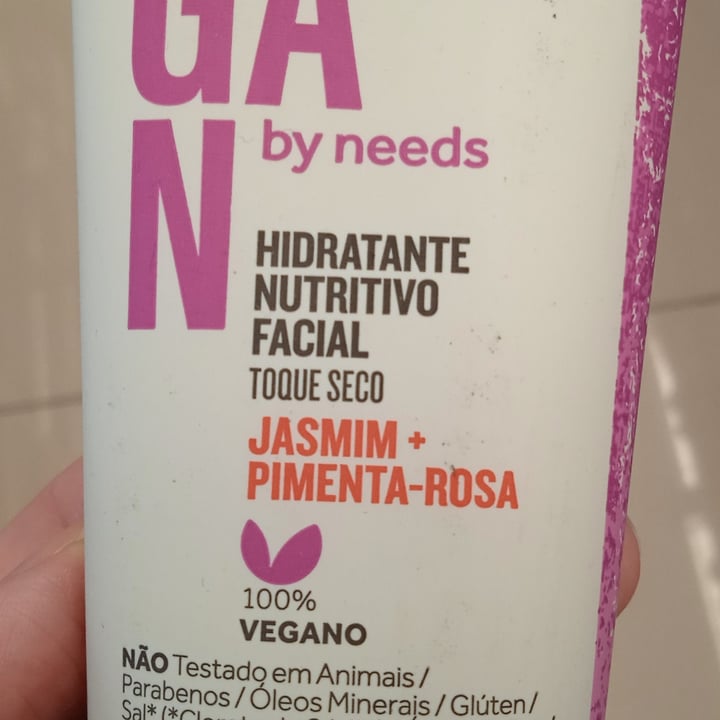 GA
N
by needs
HIDRATANTE
NUTRITIVO
FACIAL
TOQUE SECO
JASMIM +
PIMENTA-ROSA
100%
VEGANO
NÃO Testado em Animais /
Parabenos / Óleos Minerais / Glúten /
Sal*